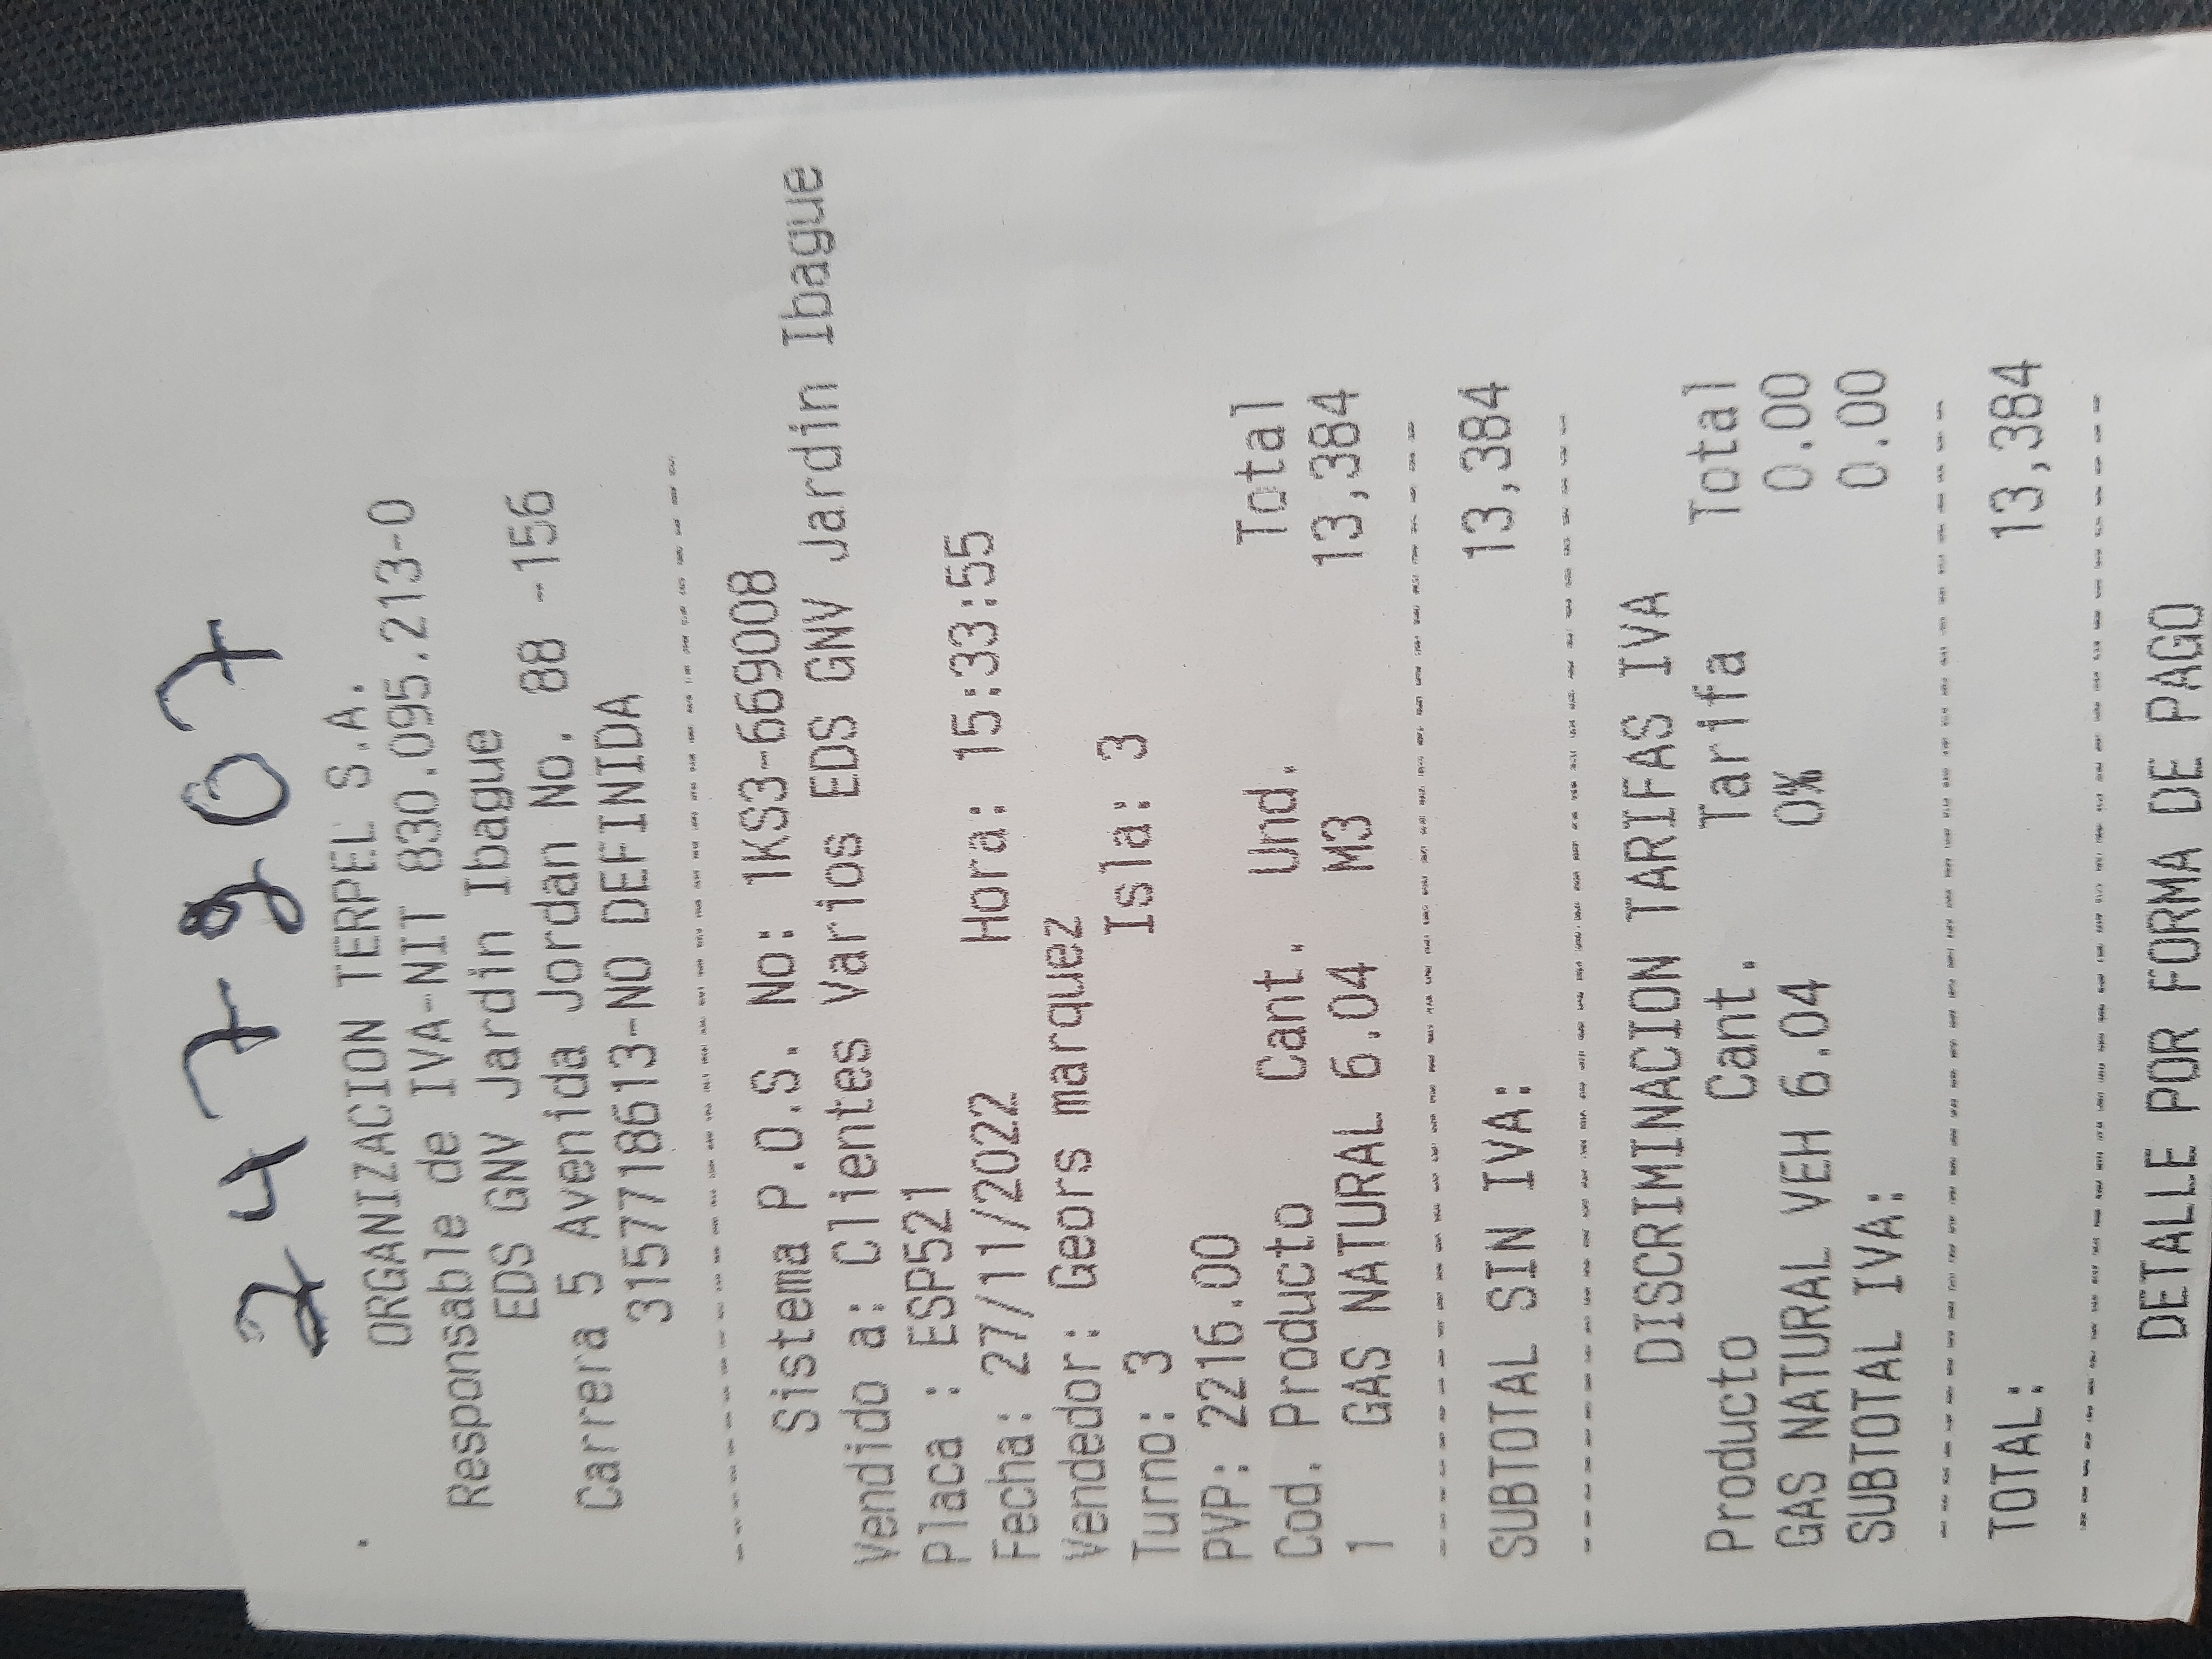 247807
ORGANIZACION TERPEL S.A.
Responsable de IVA-NIT 830.095.213-0
EDS GNV Jardin Ibague
Carrera 5 Avenida Jordan No. 88 -156
3157718613-NO DEFINIDA
Sistema P.O.S. No: 1KS3-669008
Vendido a: Clientes Varios EDS GNV Jardin Ibague
Placa : ESP521
Fecha: 27/11/2022 Hora: 15:33:55
Vendedor: Geors marquez
Turno: 3 Isla: 3
PVP: 2216.00
Cod. Producto Cant. Und. Total
1 GAS NATURAL 6.04 M3 13,384
SUBTOTAL SIN IVA: 13,384
DISCRIMINACION TARIFAS IVA
Producto Cant. Tarifa Total
GAS NATURAL VEH 6.04 0% 0.00
SUBTOTAL IVA: 0.00
TOTAL: 13,384
DETALLE POR FORMA DE PAGO